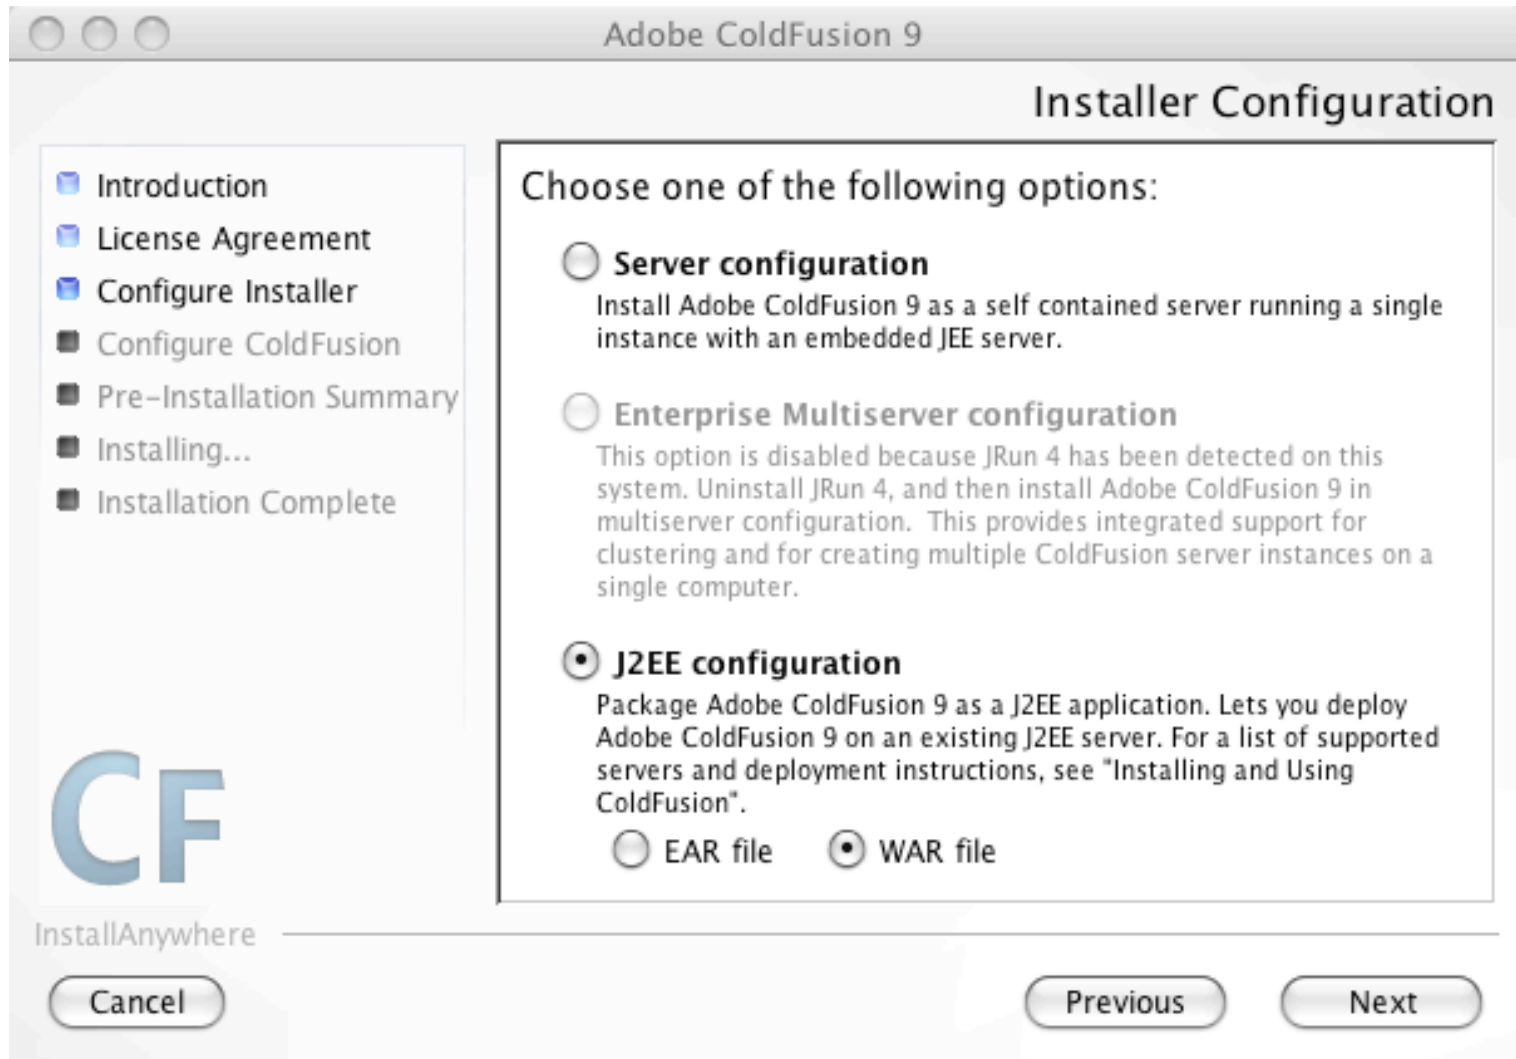 Adobe ColdFusion 9
Installer Configuration
Introduction
License Agreement
Configure Installer
Configure ColdFusion
Pre-Installation Summary
Installing...
Installation Complete
Choose one of the following options:
Server configuration
Install Adobe ColdFusion 9 as a self contained server running a single
instance with an embedded JEE server.
Enterprise Multiserver configuration
This option is disabled because JRun 4 has been detected on this
system. Uninstall JRun 4, and then install Adobe ColdFusion 9 in
multiserver configuration.  This provides integrated support for
clustering and for creating multiple ColdFusion server instances on a
single computer.
J2EE configuration
Package Adobe ColdFusion 9 as a J2EE application. Lets you deploy
Adobe ColdFusion 9 on an existing J2EE server. For a list of supported
servers and deployment instructions, see "Installing and Using
ColdFusion".
EAR file WAR file
CF
InstallAnywhere
Cancel Previous Next